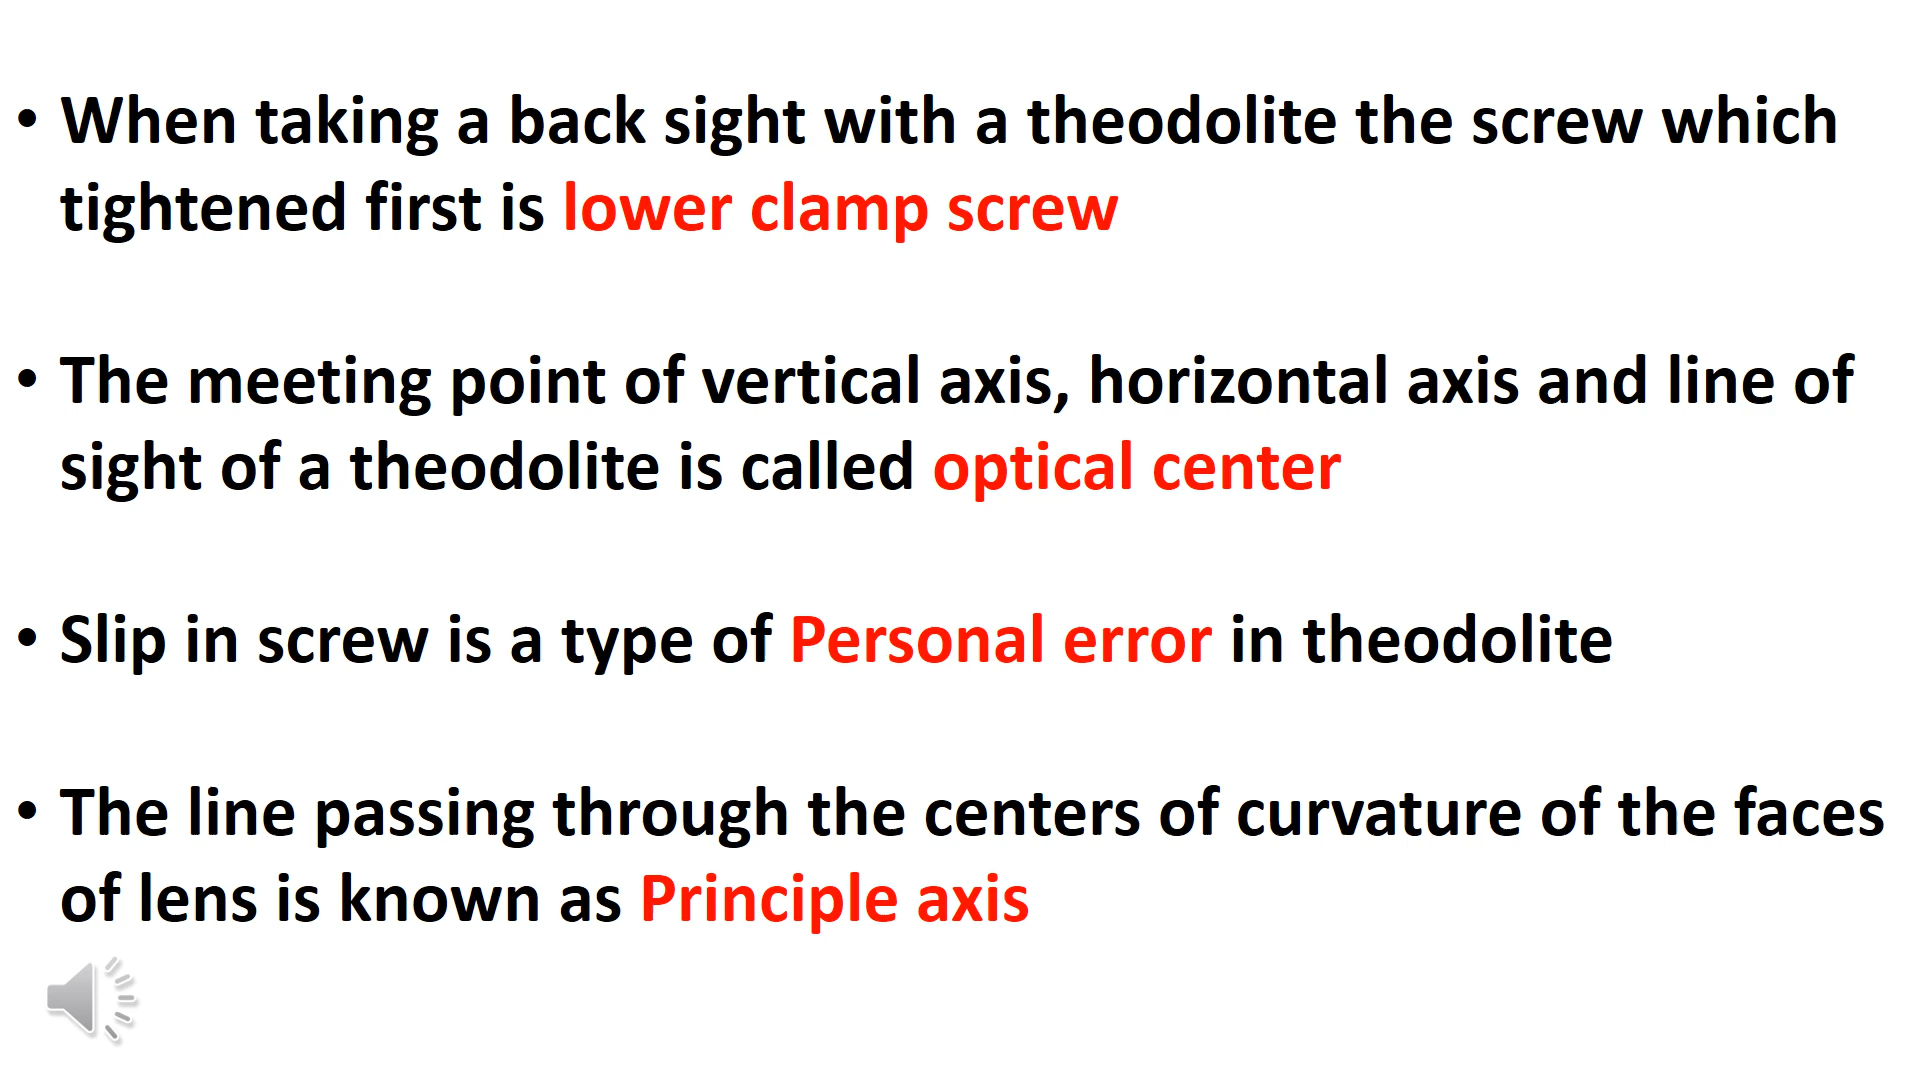 • When taking a back sight with a theodolite the screw which
tightened first is lower clamp screw
• The meeting point of vertical axis, horizontal axis and line of
sight of a theodolite is called optical center
• Slip in screw is a type of Personal error in theodolite
• The line passing through the centers of curvature of the faces
of lens is known as Principle axis